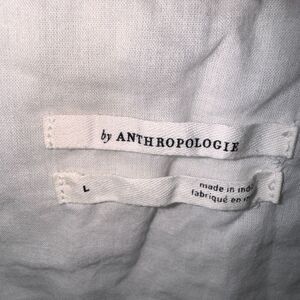 by ANTHROPOLOGIE
L
made in
fabriqué en